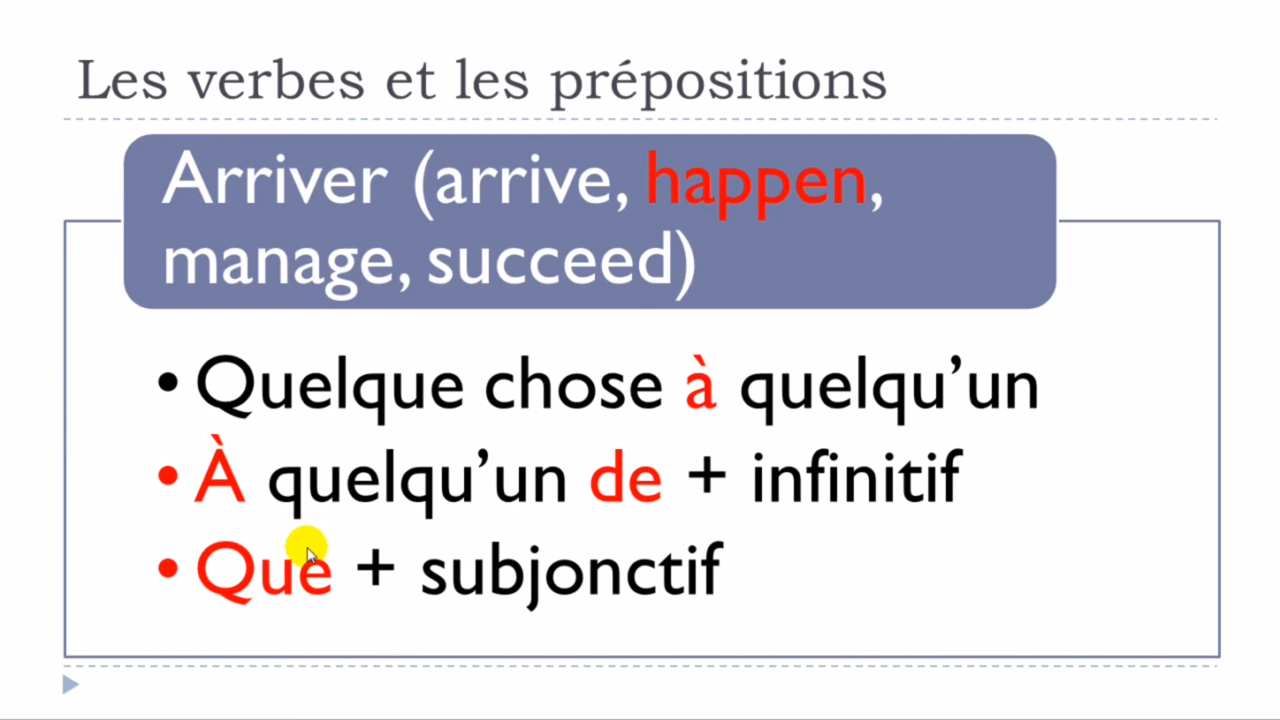 Les verbes et les prépositions
Arriver (arrive, happen,
manage, succeed)
• Quelque chose à quelqu’un
• À quelqu’un de + infinitif
• Que + subjonctif